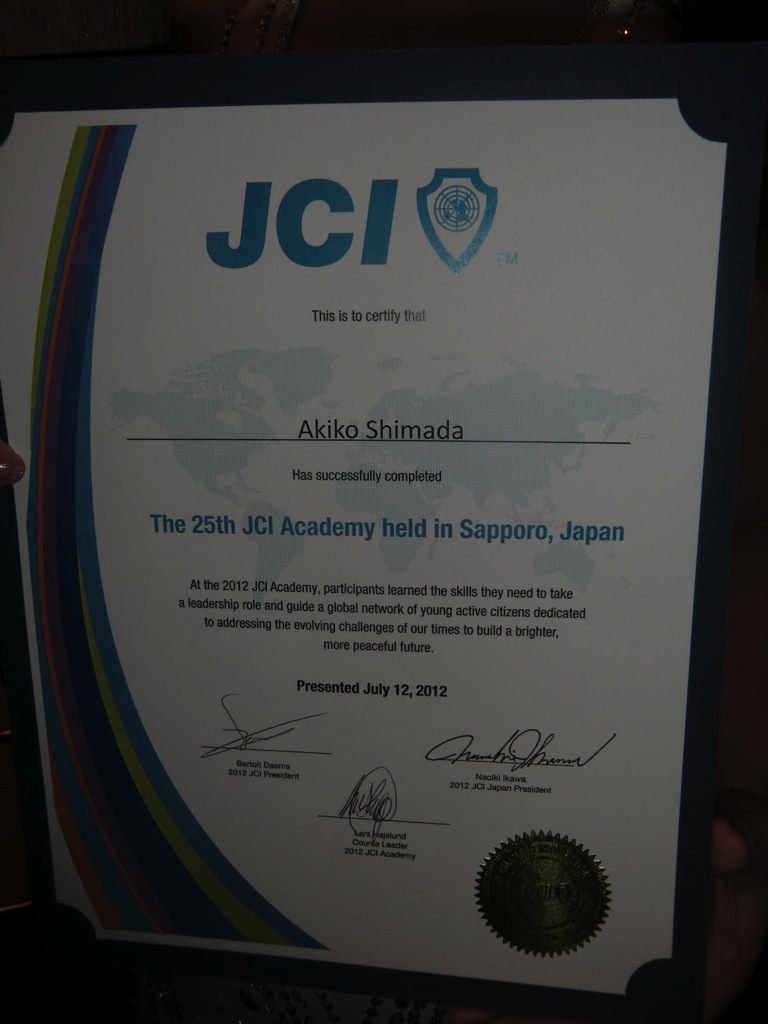 JCI
TM
This is to certify that
Akiko Shimada
Has successfully completed
The 25th JCI Academy held in Sapporo, Japan
At the 2012 JCI Academy, participants learned the skills they need to take
a leadership role and guide a global network of young active citizens dedicated
to addressing the evolving challenges of our times to build a brighter,
more peaceful future.
Presented July 12, 2012
Bertolt Daems
2012 JCI President
Naoiki Ikawa
2012 JCI Japan President
Lars Hajslund
Course Leader
2012 JCI Academy